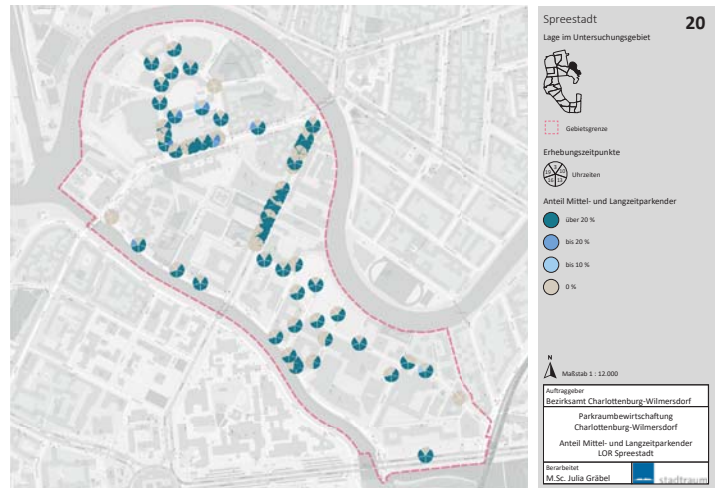 Spreestadt
20
Lage im Untersuchungsgebiet
Gebietsgrenze
Erhebungszeitpunkte
Uhrzeiten
Anteil Mittel- und Langzeitparkender
über 20 %
bis 20 %
bis 10 %
0 %
N
Maßstab 1 : 12.000
Auftraggeber
Bezirksamt Charlottenburg-Wilmersdorf
Parkraumbewirtschaftung
Charlottenburg-Wilmersdorf
Anteil Mittel- und Langzeitparkender
LOR Spreestadt
Berarbeitet
M.Sc. Julia Gräbel
stadtraum